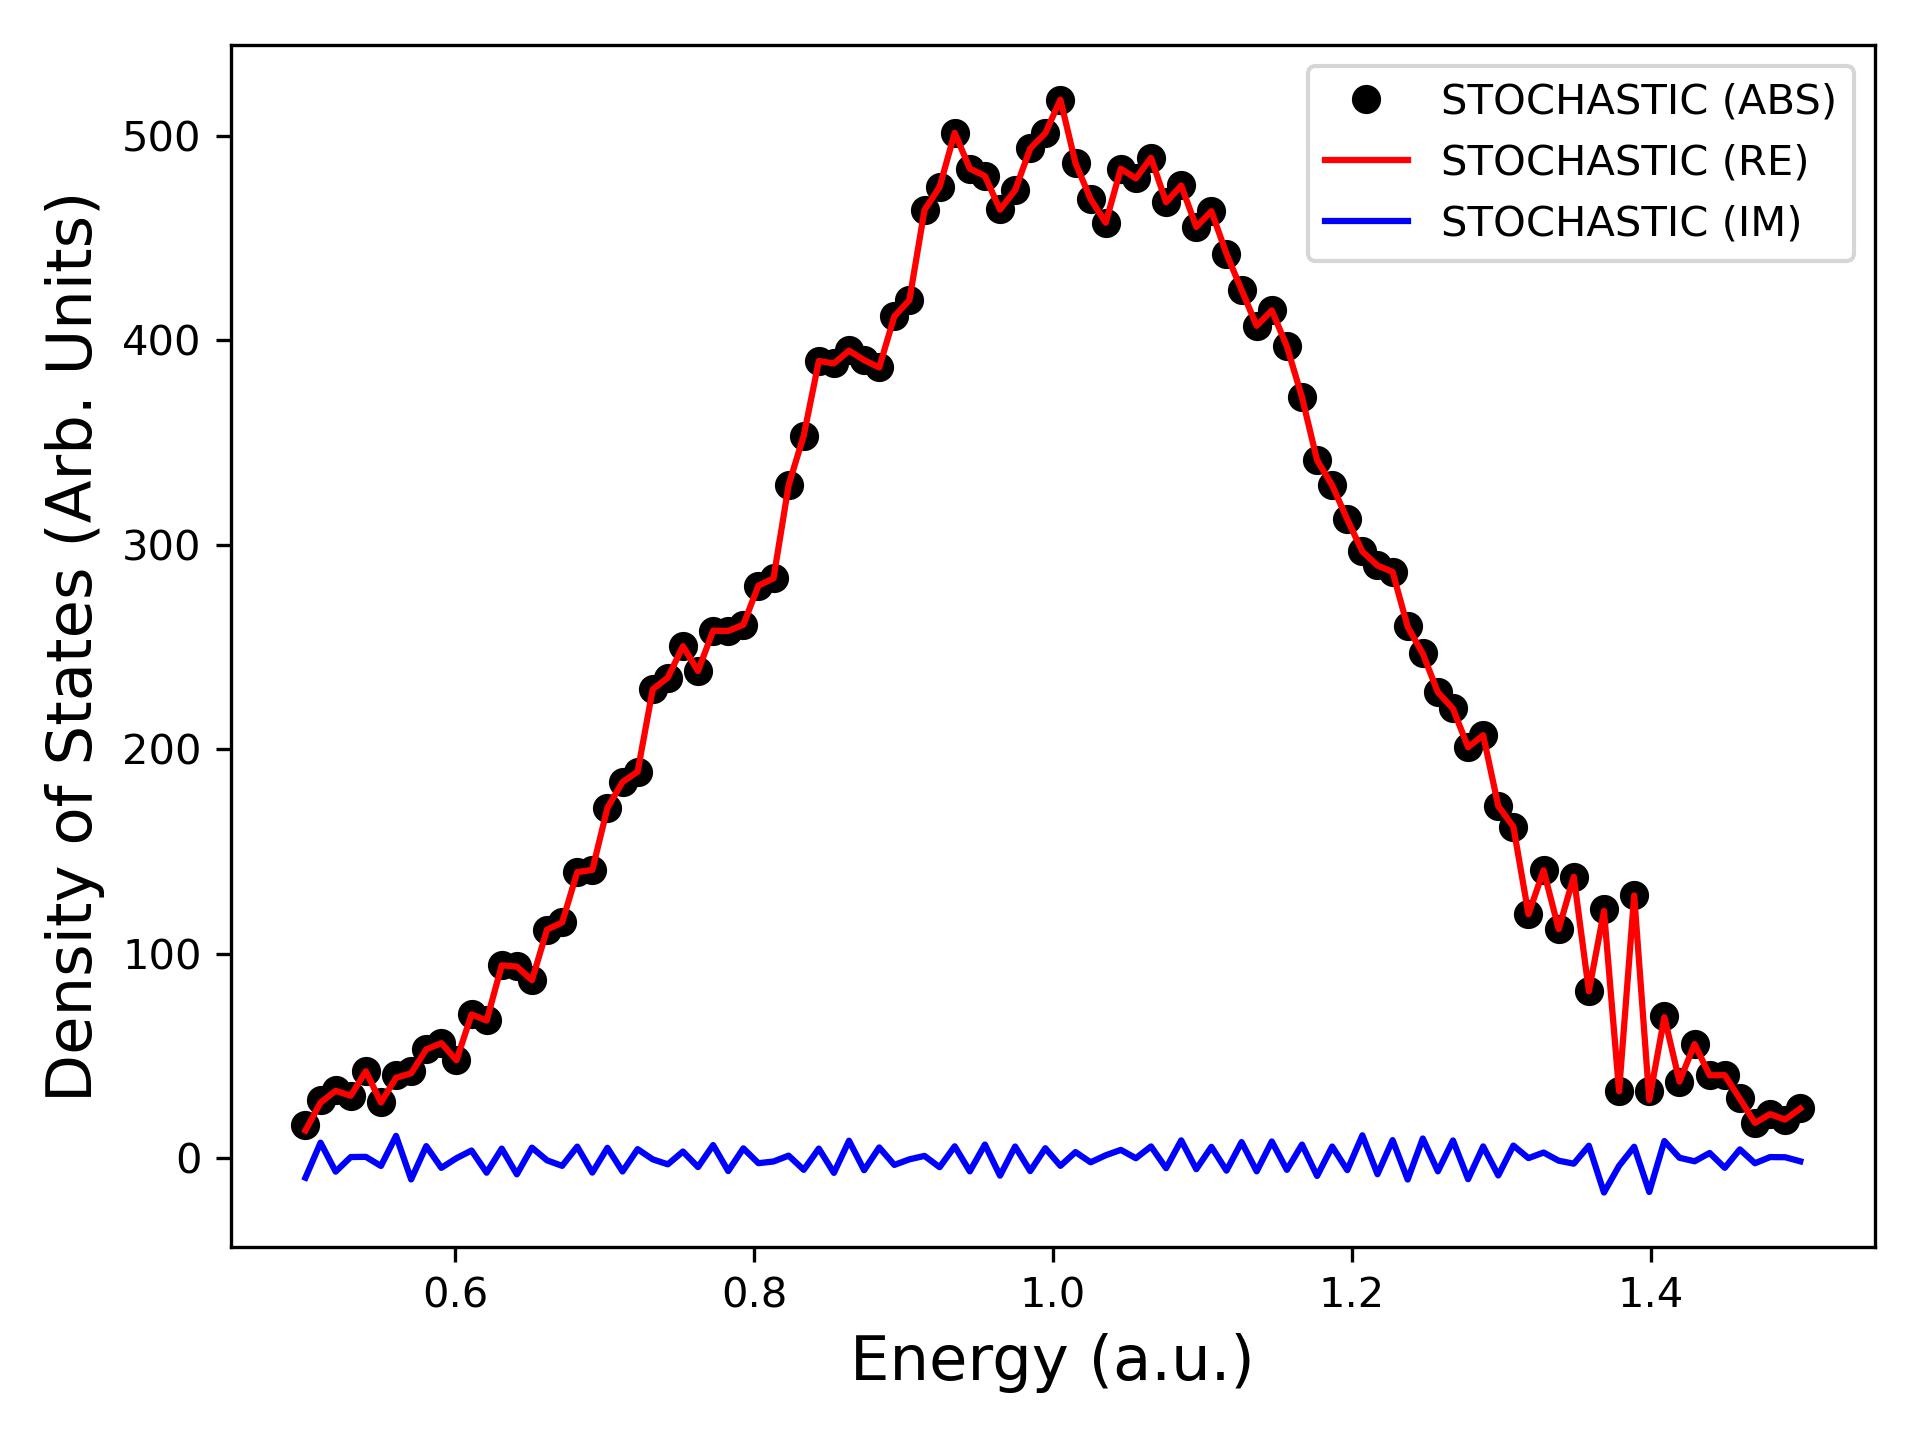 STOCHASTIC (ABS)
STOCHASTIC (RE)
STOCHASTIC (IM)
Density of States (Arb. Units)
500
400
300
200
100
0
0.6 0.8 1.0 1.2 1.4
Energy (a.u.)